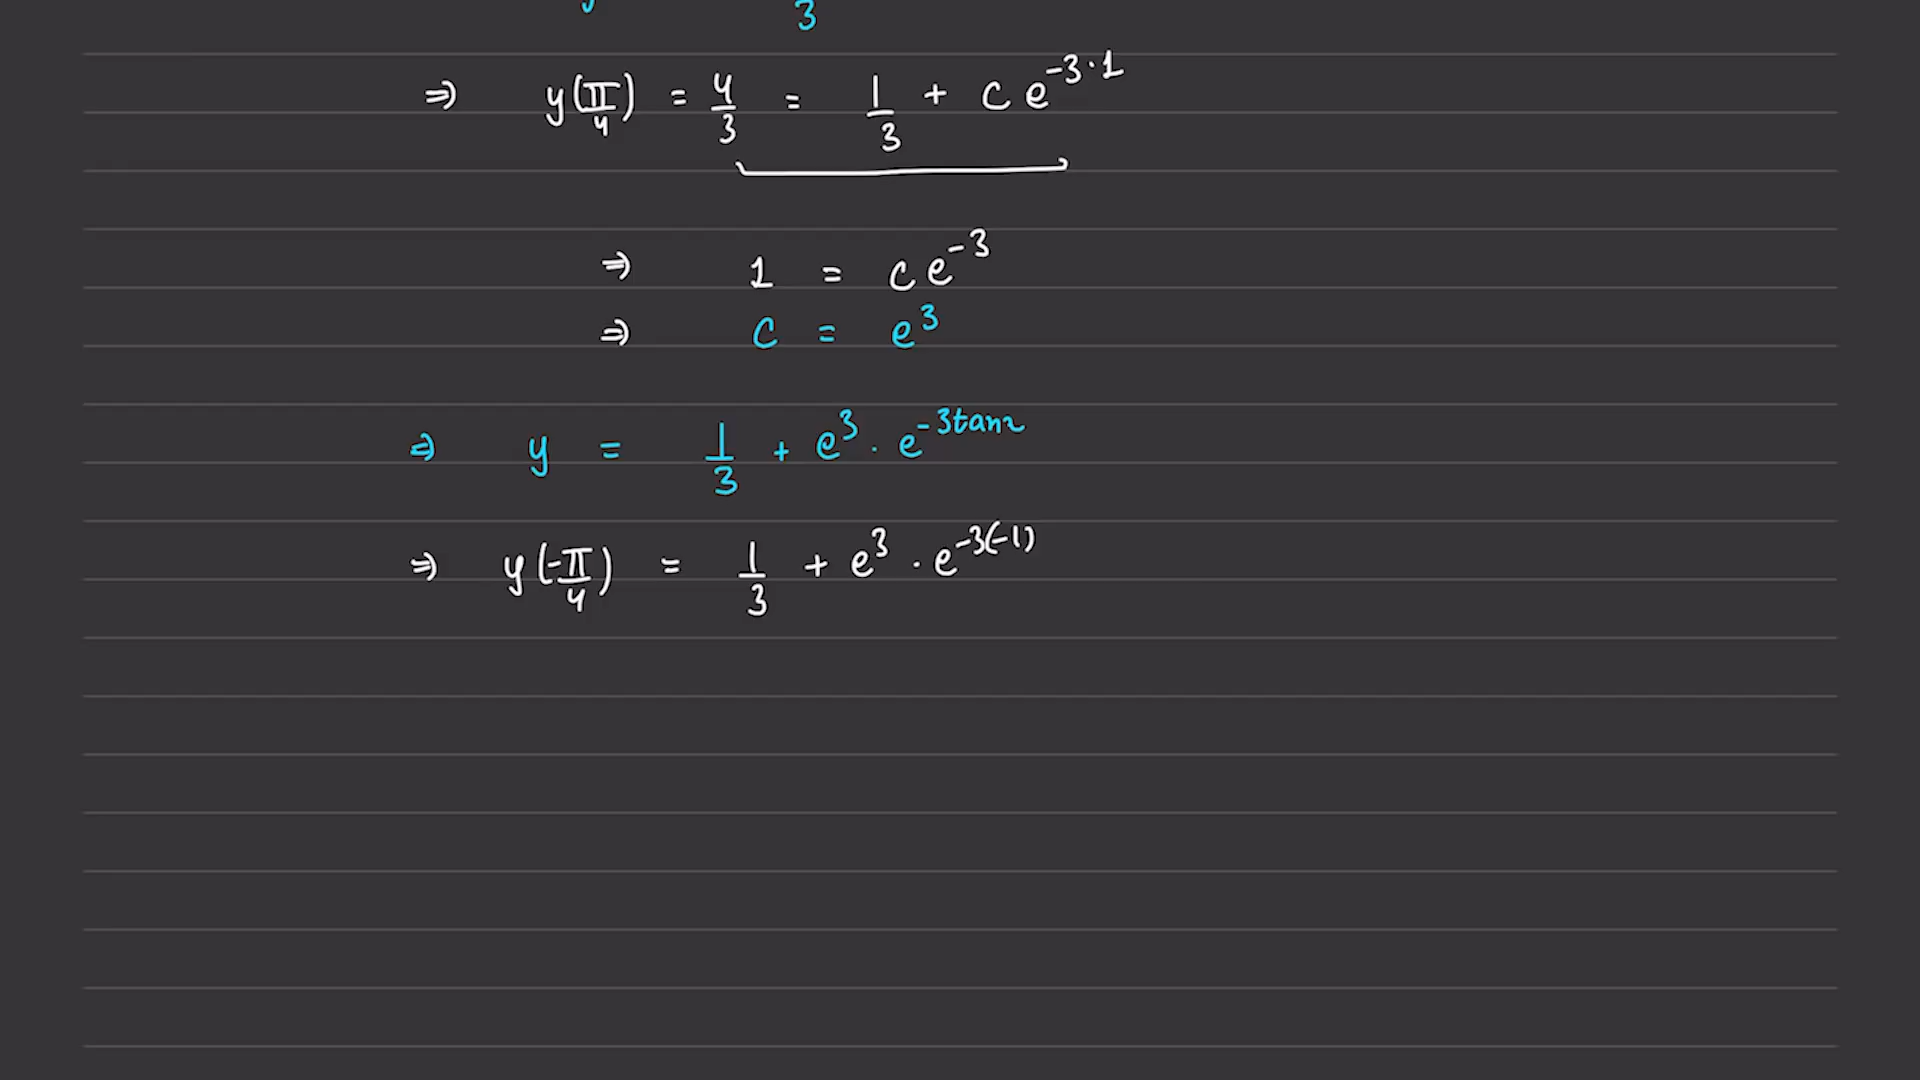 y 3
⇒ y(π/4) = 4/3 = 1/3 + c e^{-3·1}
⇒ 1 = c e^{-3}
⇒ c = e^3
⇒ y = 1/3 + e^3 · e^{-3tanx}
⇒ y(-π/4) = 1/3 + e^3 · e^{-3(-1)}